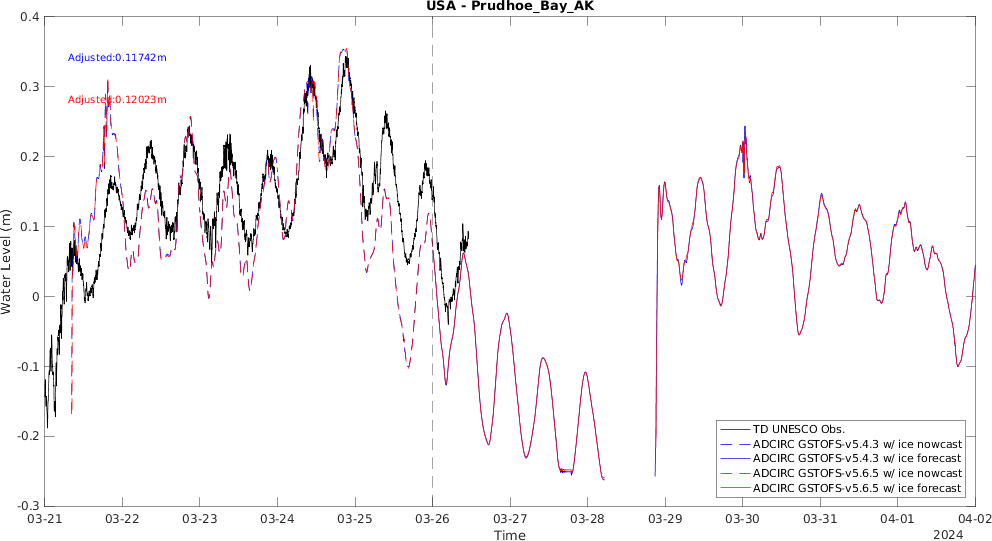 USA - Prudhoe_Bay_AK
Adjusted:0.11742m
Adjusted:0.12023m
Water Level (m)
0.4
0.3
0.2
0.1
0
-0.1
-0.2
-0.3
03-21 03-22 03-23 03-24 03-25 03-26 03-27 03-28 03-29 03-30 03-31 04-01 04-02
Time
2024
TD UNESCO Obs.
ADCIRC GSTOFS-v5.4.3 w/ ice nowcast
ADCIRC GSTOFS-v5.4.3 w/ ice forecast
ADCIRC GSTOFS-v5.6.5 w/ ice nowcast
ADCIRC GSTOFS-v5.6.5 w/ ice forecast